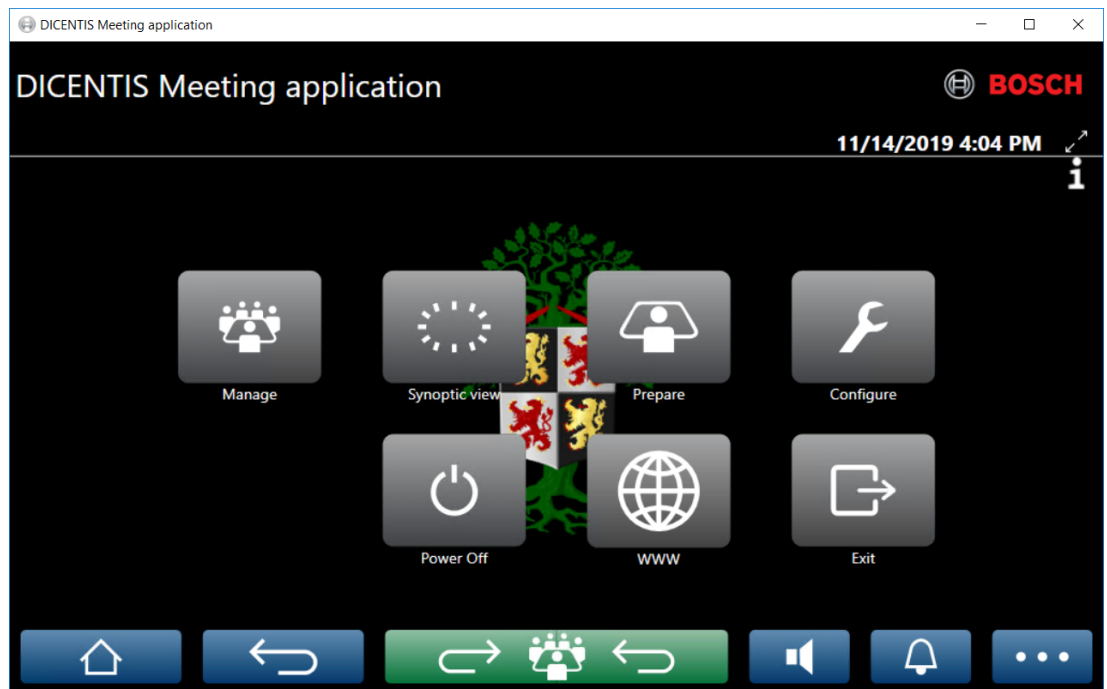 DICENTIS Meeting application
DICENTIS Meeting application
BOSCH
11/14/2019 4:04 PM
Manage
Synoptic view
Prepare
Configure
Power Off
WWW
Exit